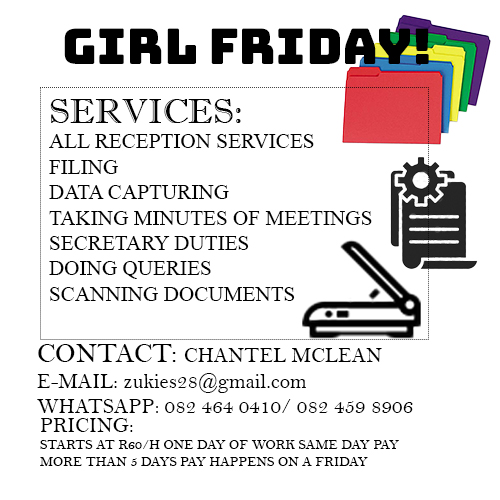 GIRL FRIDAY!
SERVICES:
ALL RECEPTION SERVICES
FILING
DATA CAPTURING
TAKING MINUTES OF MEETINGS
SECRETARY DUTIES
DOING QUERIES
SCANNING DOCUMENTS
CONTACT: CHANTEL MCLEAN
E-MAIL: zukies28@gmail.com
WHATSAPP: 082 464 0410/ 082 459 8906
PRICING:
STARTS AT R60/H ONE DAY OF WORK SAME DAY PAY
MORE THAN 5 DAYS PAY HAPPENS ON A FRIDAY